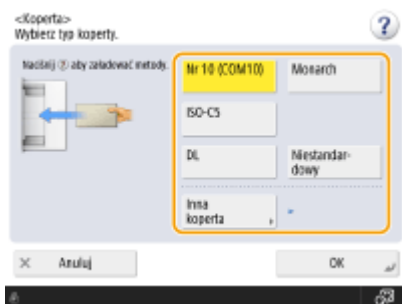 <Koperta>
Wybierz typ koperty.
Naciśnij ? aby załadować metody.
Nr 10 (COM10)
Monarch
ISO-C5
DL
Niestandar-
dowy
Inna
koperta
Anuluj
OK